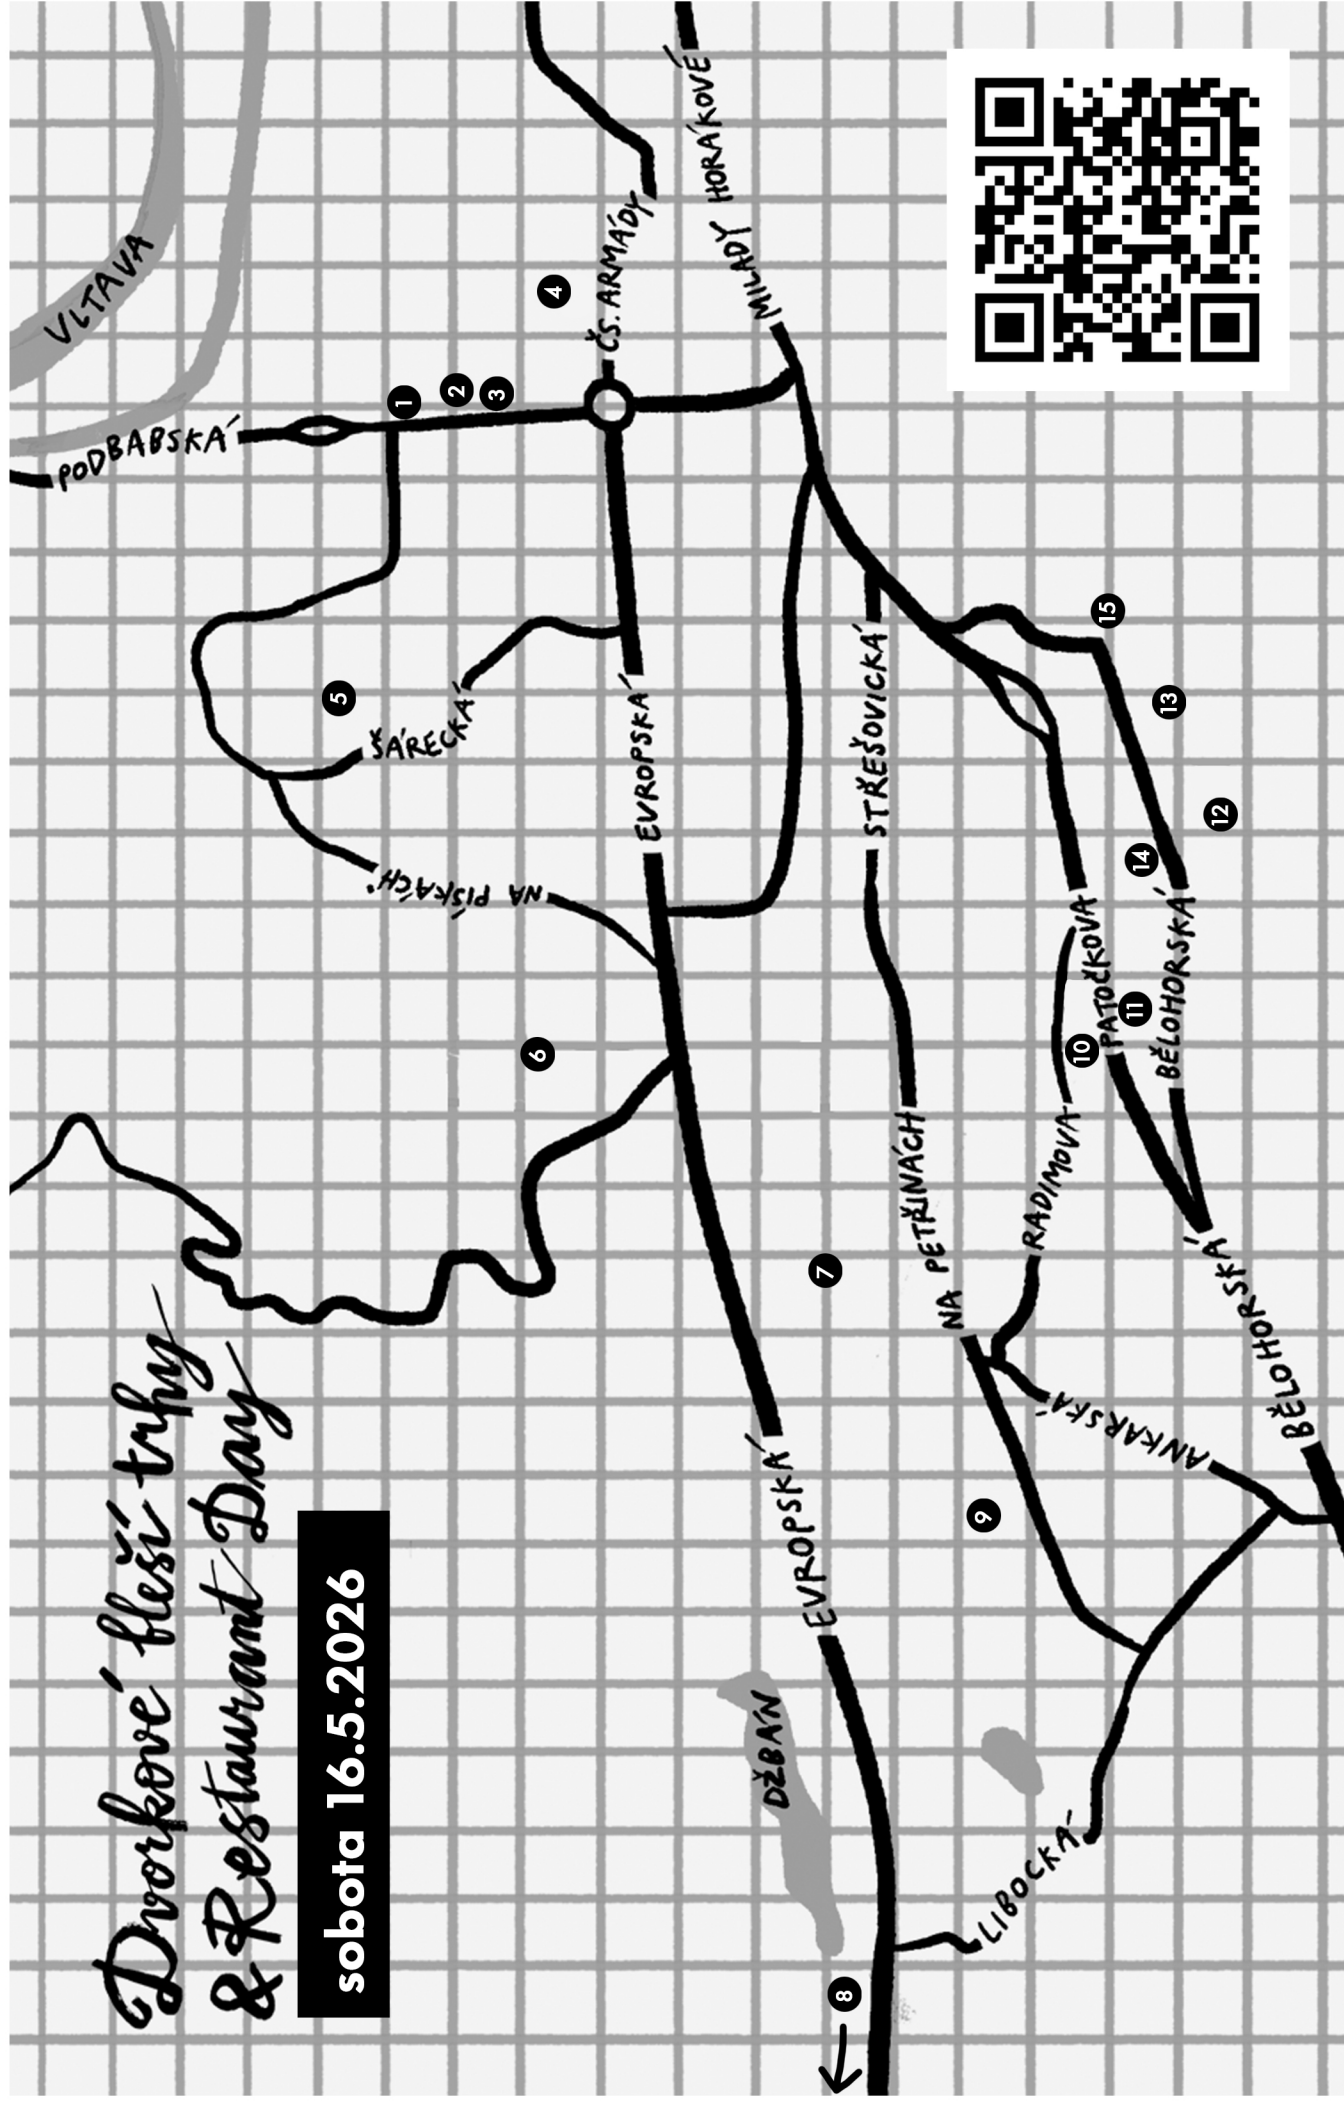 Dvorkové bleší trhy
& Restaurant Day
sobota 16.5.2026
VLTAVA
PODBABSKÁ
1
2
3
4
ČS. ARMÁDY
MILADY HORÁKOVÉ
5
ŠÁRECKÁ
NA PÍSKÁCH
EVROPSKÁ
STŘEŠOVICKÁ
6
15
13
12
14
PATOČKOVA
11
10
BĚLOHORSKÁ
RADIMOVA
NA PETŘINÁCH
7
BĚLOHORSKÁ
ANKARSKÁ
9
EVROPSKÁ
DŽBÁN
LIBOCKÁ
8